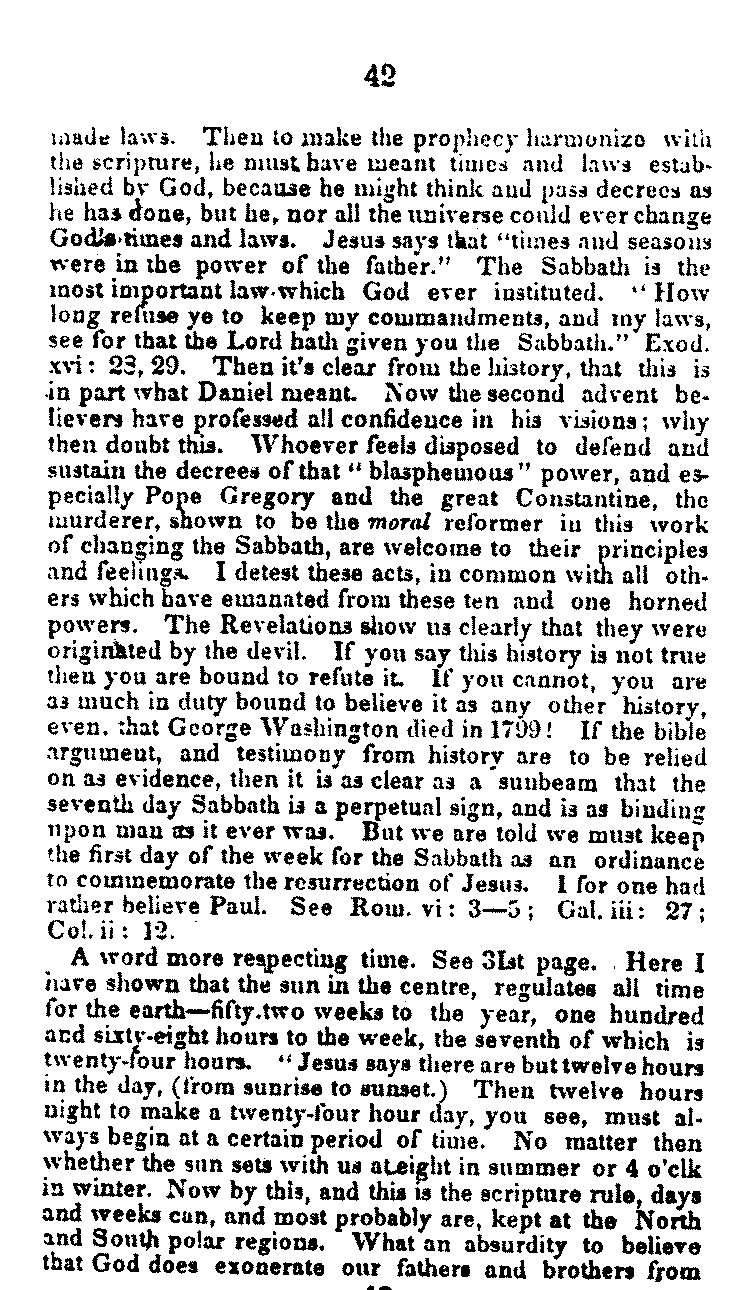 42
made laws. Then to make the prophecy harmonize with
the scripture, he must have meant times and laws estab-
lished by God, because he might think and pass decrees as
he has done, but he, nor all the universe could ever change
God's times and laws. Jesus says that "times and seasons
were in the power of the father." The Sabbath is the
most important law which God ever instituted. "How
long refuse ye to keep my commandments, and my laws,
see for that the Lord hath given you the Sabbath." Exod.
xvi: 28, 29. Then it's clear from the history, that this is
in part what Daniel meant. Now the second advent be-
lievers have professed all confidence in his visions; why
then doubt this. Whoever feels disposed to defend and
sustain the decrees of that "blasphemous" power, and es-
pecially Pope Gregory and the great Constantine, the
murderer, shown to be the moral reformer in this work
of changing the Sabbath, are welcome to their principles
and feelings. I detest these acts, in common with all oth-
ers which have emanated from these ten and one horned
powers. The Revelations show us clearly that they were
originated by the devil. If you say this history is not true
then you are bound to refute it. If you cannot, you are
as much in duty bound to believe it as any other history,
even, that George Washington died in 1799! If the bible
argument, and testimony from history are to be relied
on as evidence, then it is as clear as a sunbeam that the
seventh day Sabbath is a perpetual sign, and is as binding
upon man as it ever was. But we are told we must keep
the first day of the week for the Sabbath as an ordinance
to commemorate the resurrection of Jesus. I for one had
rather believe Paul. See Rom. vi: 3—5; Gal. iii: 27;
Col. ii: 12.
A word more respecting time. See 31st page. Here I
have shown that the sun in the centre, regulates all time
for the earth—fifty-two weeks to the year, one hundred
and sixty-eight hours to the week, the seventh of which is
twenty-four hours. "Jesus says there are but twelve hours
in the day, (from sunrise to sunset.) Then twelve hours
night to make a twenty-four hour day, you see, must al-
ways begin at a certain period of time. No matter then
whether the sun sets with us at eight in summer or 4 o'clk
in winter. Now by this, and this is the scripture rule, days
and weeks can, and most probably are, kept at the North
and South polar regions. What an absurdity to believe
that God does exonerate our fathers and brothers from